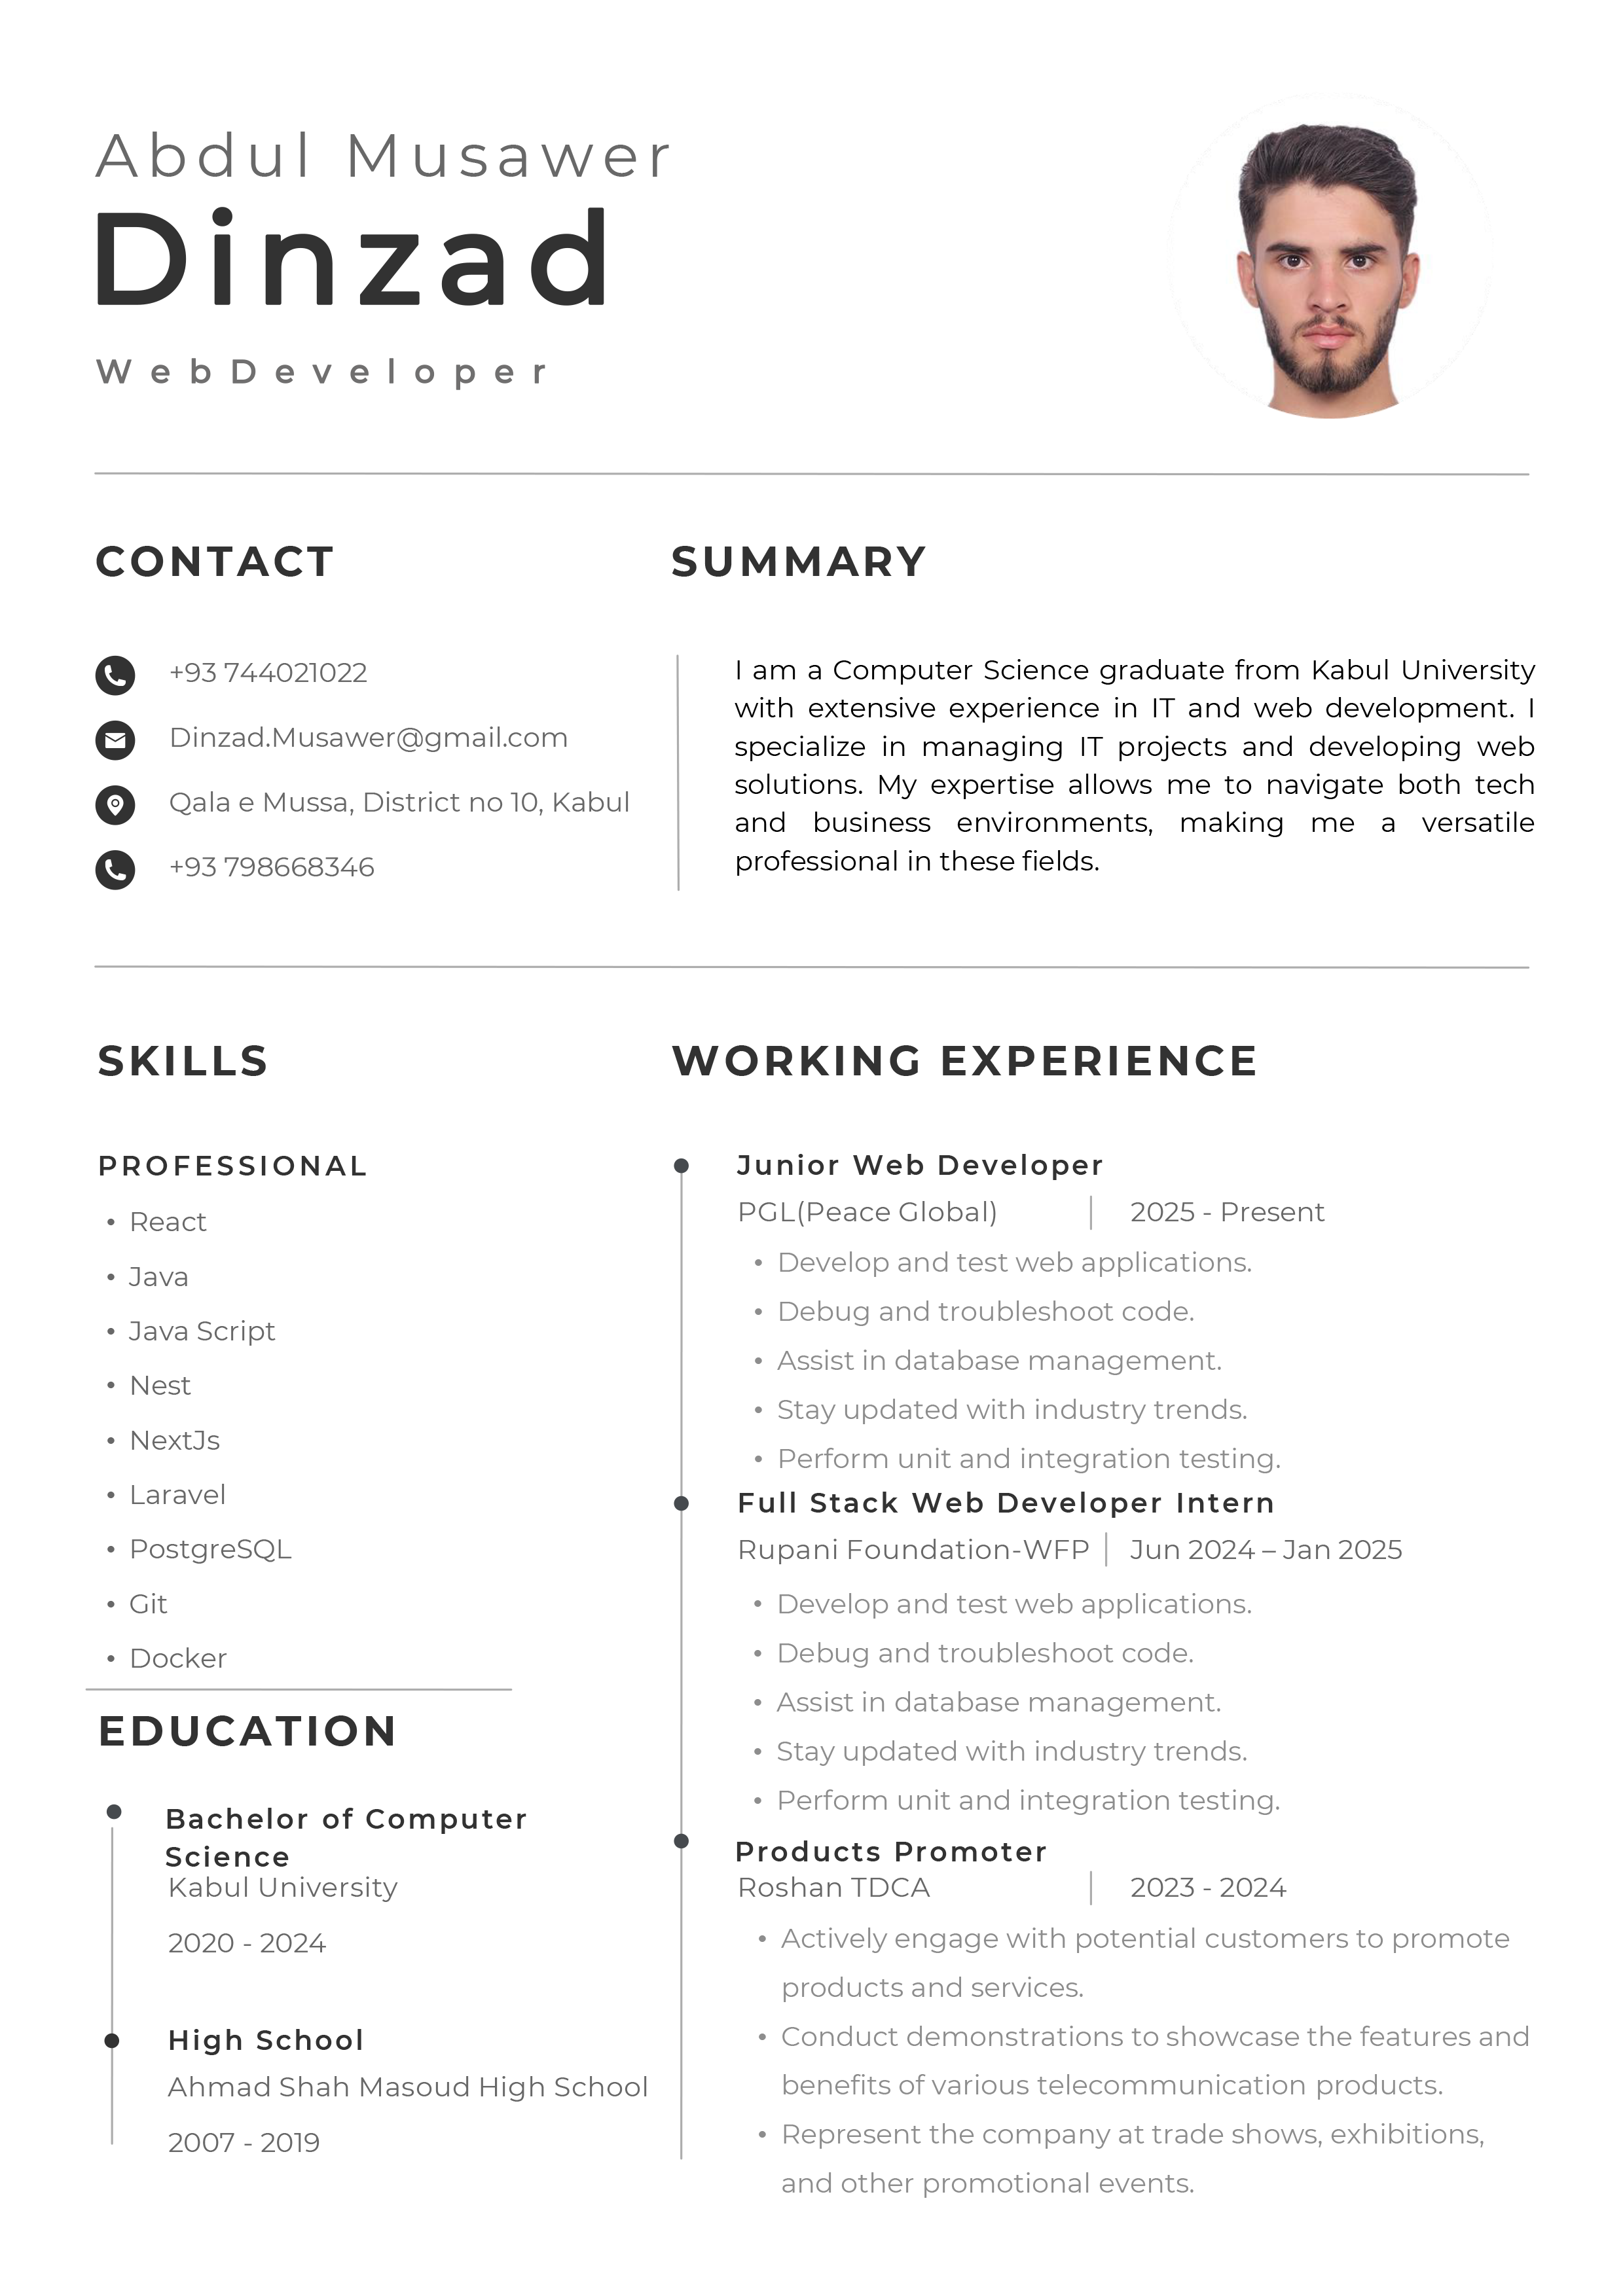 Abdul Musawer
Dinzad
WebDeveloper
CONTACT
+93 744021022
Dinzad.Musawer@gmail.com
Qala e Mussa, District no 10, Kabul
+93 798668346
SUMMARY
I am a Computer Science graduate from Kabul University
with extensive experience in IT and web development. I
specialize in managing IT projects and developing web
solutions. My expertise allows me to navigate both tech
and business environments, making me a versatile
professional in these fields.
SKILLS
PROFESSIONAL
• React
• Java
• Java Script
• Nest
• NextJs
• Laravel
• PostgreSQL
• Git
• Docker
EDUCATION
Bachelor of Computer
Science
Kabul University
2020 - 2024
High School
Ahmad Shah Masoud High School
2007 - 2019
WORKING EXPERIENCE
Junior Web Developer
PGL(Peace Global) 2025 - Present
• Develop and test web applications.
• Debug and troubleshoot code.
• Assist in database management.
• Stay updated with industry trends.
• Perform unit and integration testing.
Full Stack Web Developer Intern
Rupani Foundation-WFP Jun 2024 – Jan 2025
• Develop and test web applications.
• Debug and troubleshoot code.
• Assist in database management.
• Stay updated with industry trends.
• Perform unit and integration testing.
Products Promoter
Roshan TDCA 2023 - 2024
• Actively engage with potential customers to promote
products and services.
• Conduct demonstrations to showcase the features and
benefits of various telecommunication products.
• Represent the company at trade shows, exhibitions,
and other promotional events.